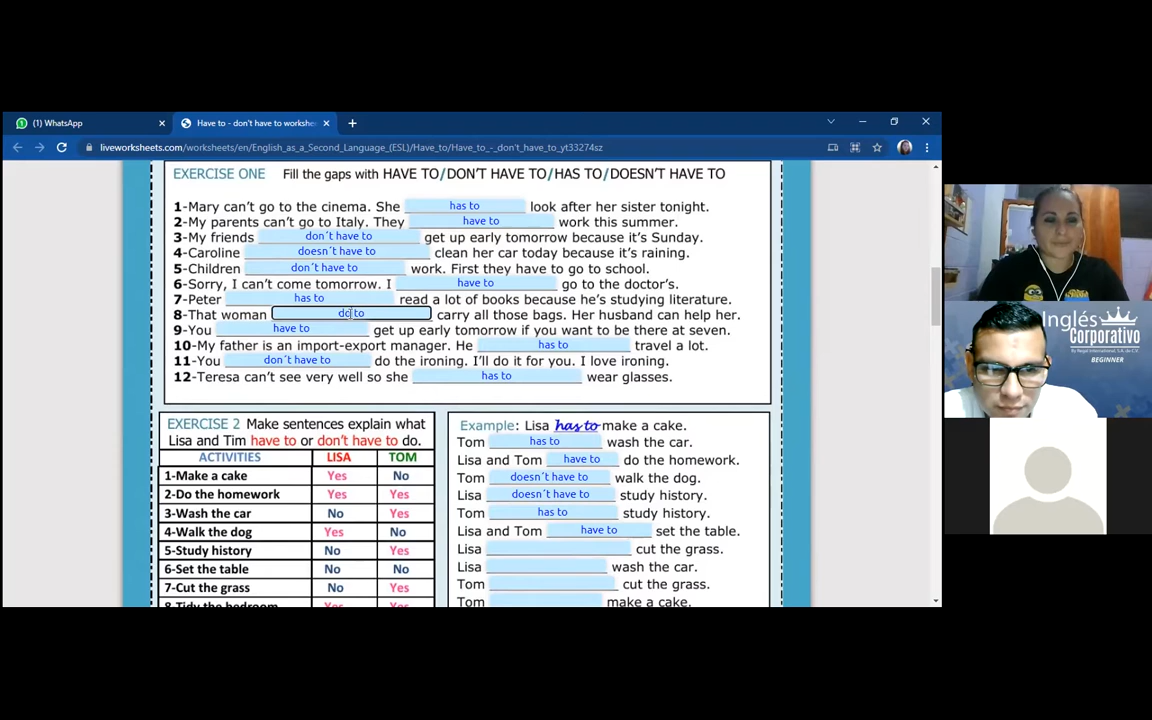 (1) WhatsApp
Have to - don't have to workshee
liveworksheets.com/worksheets/en/English_as_a_Second_Language_(ESL)/Have_to/Have_to_-_don't_have_to_yt33274sz
EXERCISE ONE Fill the gaps with HAVE TO/DON'T HAVE TO/HAS TO/DOESN'T HAVE TO
1-Mary can't go to the cinema. She has to look after her sister tonight.
2-My parents can't go to Italy. They have to work this summer.
3-My friends don´t have to get up early tomorrow because it's Sunday.
4-Caroline doesn´t have to clean her car today because it's raining.
5-Children don´t have to work. First they have to go to school.
6-Sorry, I can't come tomorrow. I have to go to the doctor's.
7-Peter has to read a lot of books because he's studying literature.
8-That woman do to carry all those bags. Her husband can help her.
9-You have to get up early tomorrow if you want to be there at seven.
10-My father is an import-export manager. He has to travel a lot.
11-You don´t have to do the ironing. I'll do it for you. I love ironing.
12-Teresa can't see very well so she has to wear glasses.
EXERCISE 2 Make sentences explain what
Lisa and Tim have to or don't have to do.
ACTIVITIES LISA TOM
1-Make a cake Yes No
2-Do the homework Yes Yes
3-Wash the car No Yes
4-Walk the dog Yes No
5-Study history No Yes
6-Set the table No No
7-Cut the grass No Yes
8-Tidy the bedroom Yes Yes
Example: Lisa has to make a cake.
Tom has to wash the car.
Lisa and Tom have to do the homework.
Tom doesn´t have to walk the dog.
Lisa doesn´t have to study history.
Tom has to study history.
Lisa and Tom have to set the table.
Lisa cut the grass.
Lisa wash the car.
Tom cut the grass.
Tom make a cake.
Inglés
Corporativo
By Regal International, S.A. de C.V.
BEGINNER